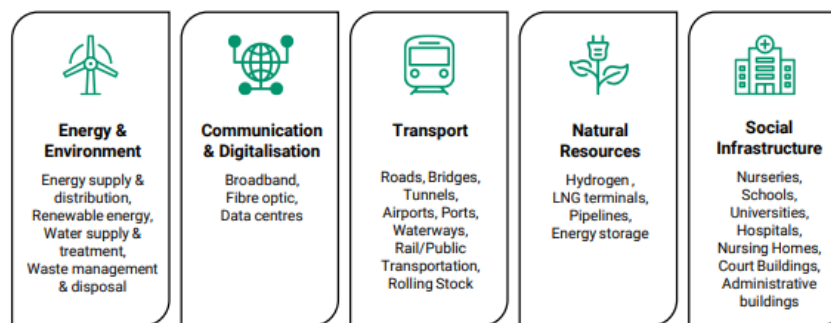 Energy &
Environment
Energy supply &
distribution,
Renewable energy,
Water supply &
treatment,
Waste management
& disposal
Communication
& Digitalisation
Broadband,
Fibre optic,
Data centres
Transport
Roads, Bridges,
Tunnels,
Airports, Ports,
Waterways,
Rail/Public
Transportation,
Rolling Stock
Natural
Resources
Hydrogen ,
LNG terminals,
Pipelines,
Energy storage
Social
Infrastructure
Nurseries,
Schools,
Universities,
Hospitals,
Nursing Homes,
Court Buildings,
Administrative
buildings